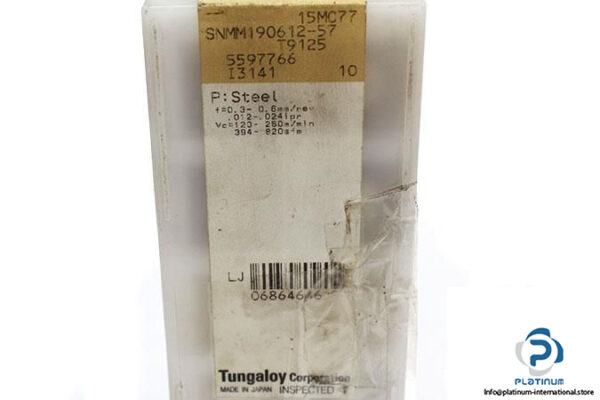 15MC77
SNMM190612-57
T9125
5597766
I3141 10
P:Steel
f=0.3- 0.6mm/rev
.012-.024ipr
Vc=120- 250m/min
394- 820sfm
LJ
06864646
Tungaloy Corporation
MADE IN JAPAN INSPECTED
PLATINUM
Info@platinum-international.store